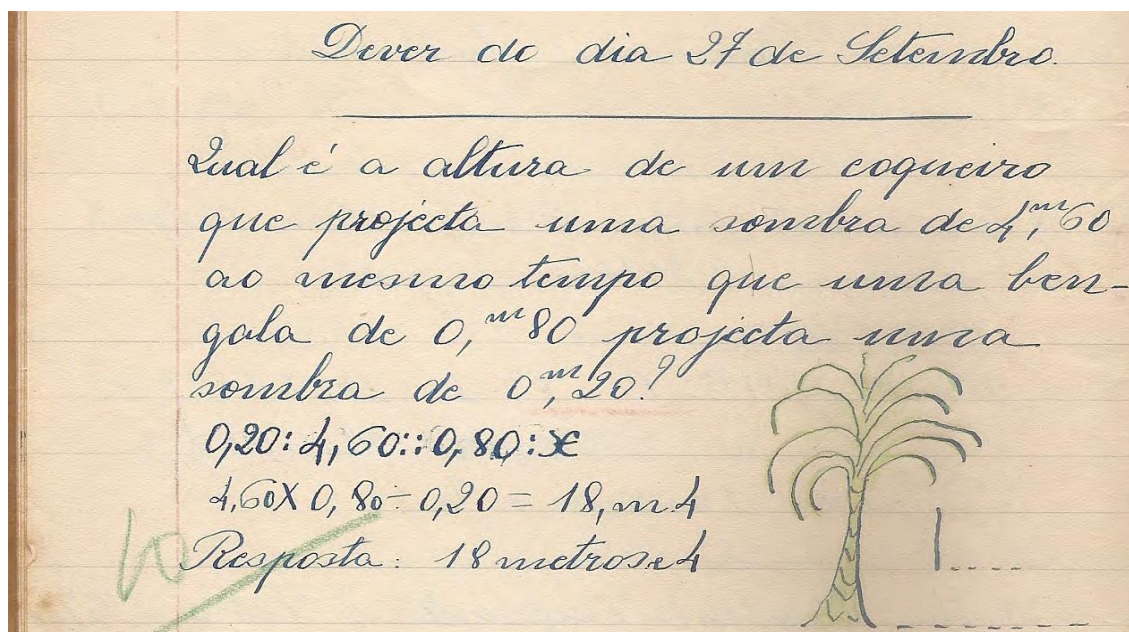 Dever do dia 27 de Setembro.
Qual é a altura de um coqueiro
que projecta uma sombra de 4,ᵐ60
ao mesmo tempo que uma ben-
gala de 0,ᵐ80 projecta uma
sombra de 0,ᵐ20?
0,20:4,60::0,80:x
4,60X0,80÷0,20=18,m4
Resposta: 18 metros e 4
10